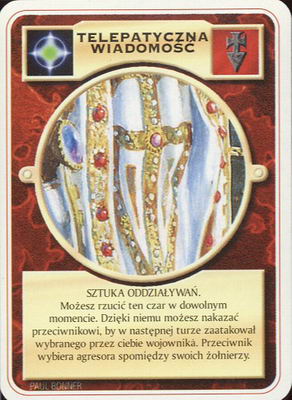 TELEPATYCZNA
WIADOMOŚĆ
SZTUKA ODDZIAŁYWAŃ.
Możesz rzucić ten czar w dowolnym
momencie. Dzięki niemu możesz nakazać
przeciwnikowi, by w następnej turze zaatakował
wybranego przez ciebie wojownika. Przeciwnik
wybiera agresora spomiędzy swoich żołnierzy.
PAUL BONNER